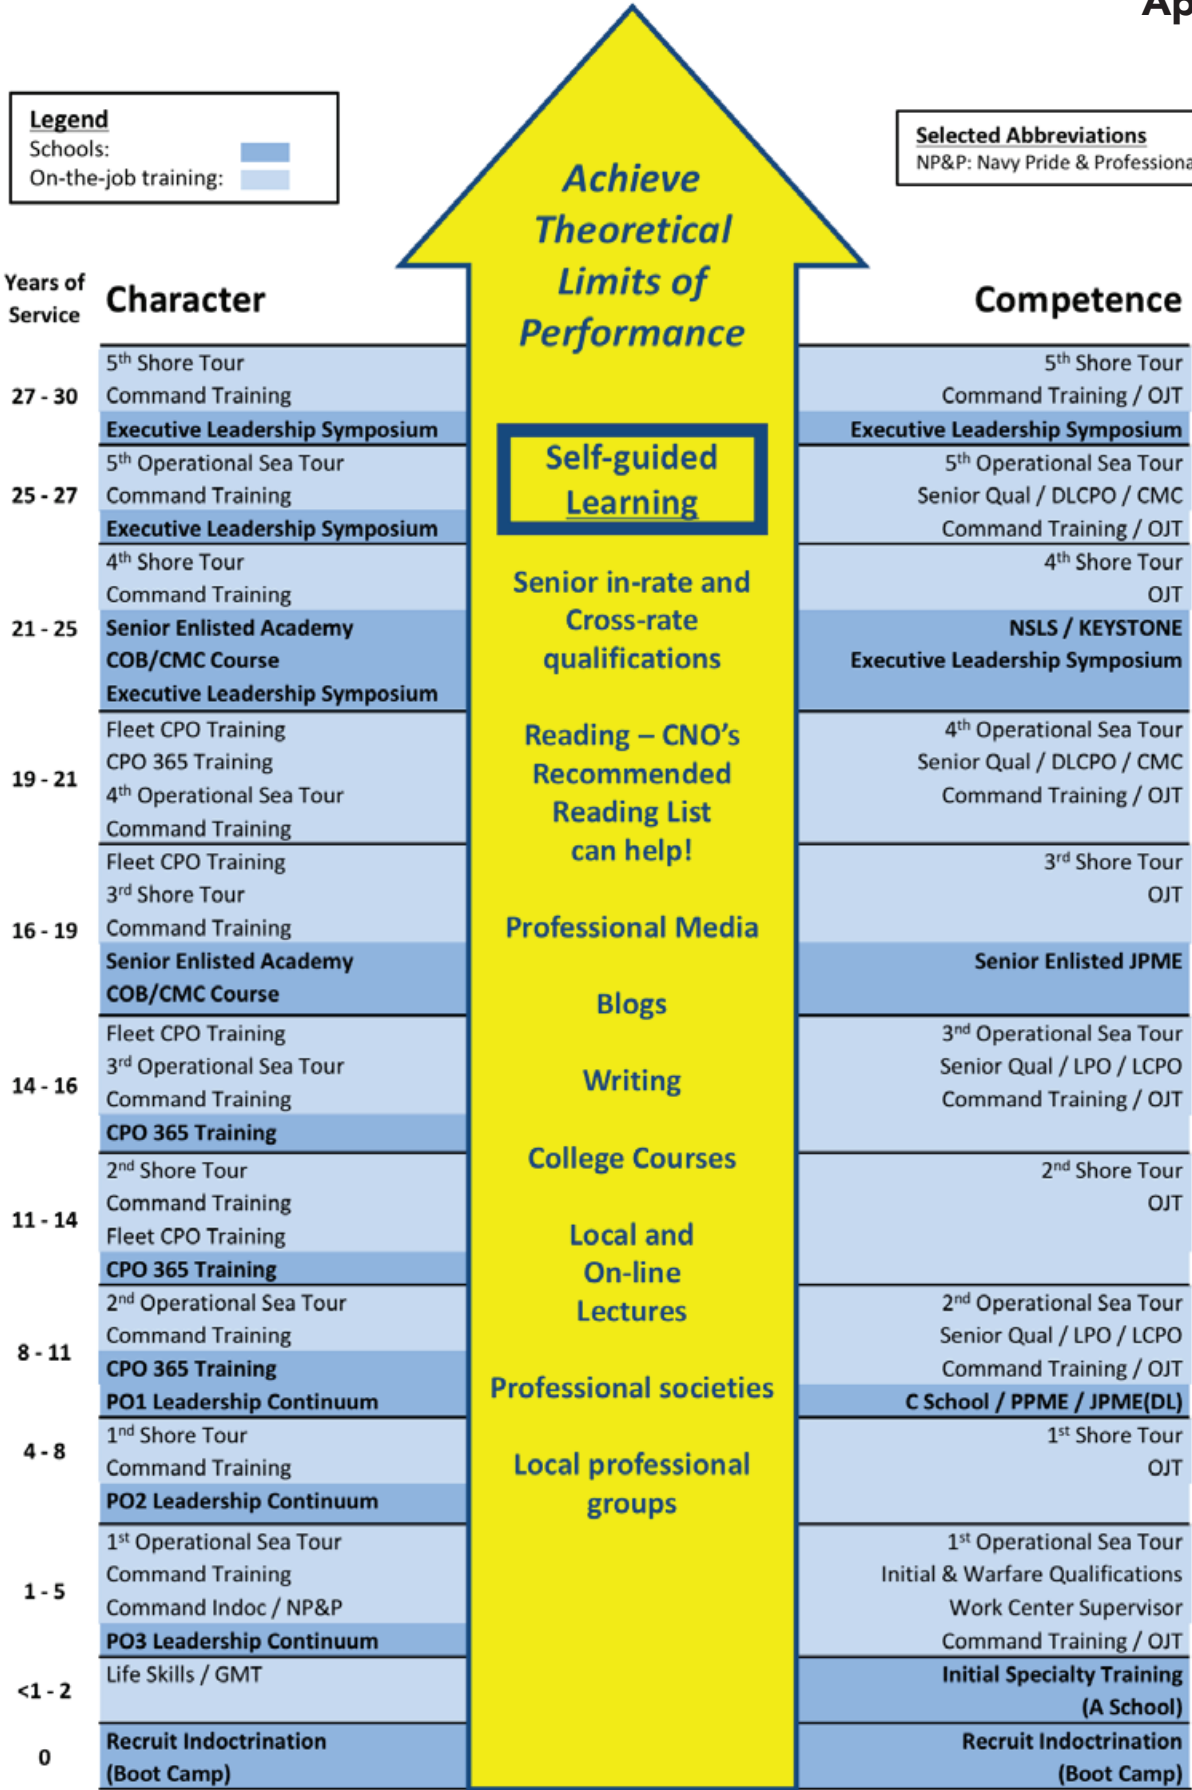 Ap
Legend
Schools:
On-the-job training:
Selected Abbreviations
NP&P: Navy Pride & Professiona
Achieve
Theoretical
Limits of
Performance
Self-guided
Learning
Senior in-rate and
Cross-rate
qualifications
Reading – CNO's
Recommended
Reading List
can help!
Professional Media
Blogs
Writing
College Courses
Local and
On-line
Lectures
Professional societies
Local professional
groups
Years of
Service
Character
Competence
27 - 30
5th Shore Tour
Command Training
Executive Leadership Symposium
5th Shore Tour
Command Training / OJT
Executive Leadership Symposium
25 - 27
5th Operational Sea Tour
Command Training
Executive Leadership Symposium
5th Operational Sea Tour
Senior Qual / DLCPO / CMC
Command Training / OJT
21 - 25
4th Shore Tour
Command Training
Senior Enlisted Academy
COB/CMC Course
Executive Leadership Symposium
4th Shore Tour
OJT
NSLS / KEYSTONE
Executive Leadership Symposium
19 - 21
Fleet CPO Training
CPO 365 Training
4th Operational Sea Tour
Command Training
4th Operational Sea Tour
Senior Qual / DLCPO / CMC
Command Training / OJT
16 - 19
Fleet CPO Training
3rd Shore Tour
Command Training
Senior Enlisted Academy
COB/CMC Course
3rd Shore Tour
OJT
Senior Enlisted JPME
14 - 16
Fleet CPO Training
3rd Operational Sea Tour
Command Training
CPO 365 Training
3nd Operational Sea Tour
Senior Qual / LPO / LCPO
Command Training / OJT
11 - 14
2nd Shore Tour
Command Training
Fleet CPO Training
CPO 365 Training
2nd Shore Tour
OJT
8 - 11
2nd Operational Sea Tour
Command Training
CPO 365 Training
PO1 Leadership Continuum
2nd Operational Sea Tour
Senior Qual / LPO / LCPO
Command Training / OJT
C School / PPME / JPME(DL)
4 - 8
1nd Shore Tour
Command Training
PO2 Leadership Continuum
1st Shore Tour
OJT
1 - 5
1st Operational Sea Tour
Command Training
Command Indoc / NP&P
PO3 Leadership Continuum
1st Operational Sea Tour
Initial & Warfare Qualifications
Work Center Supervisor
Command Training / OJT
<1 - 2
Life Skills / GMT
Initial Specialty Training
(A School)
0
Recruit Indoctrination
(Boot Camp)
Recruit Indoctrination
(Boot Camp)